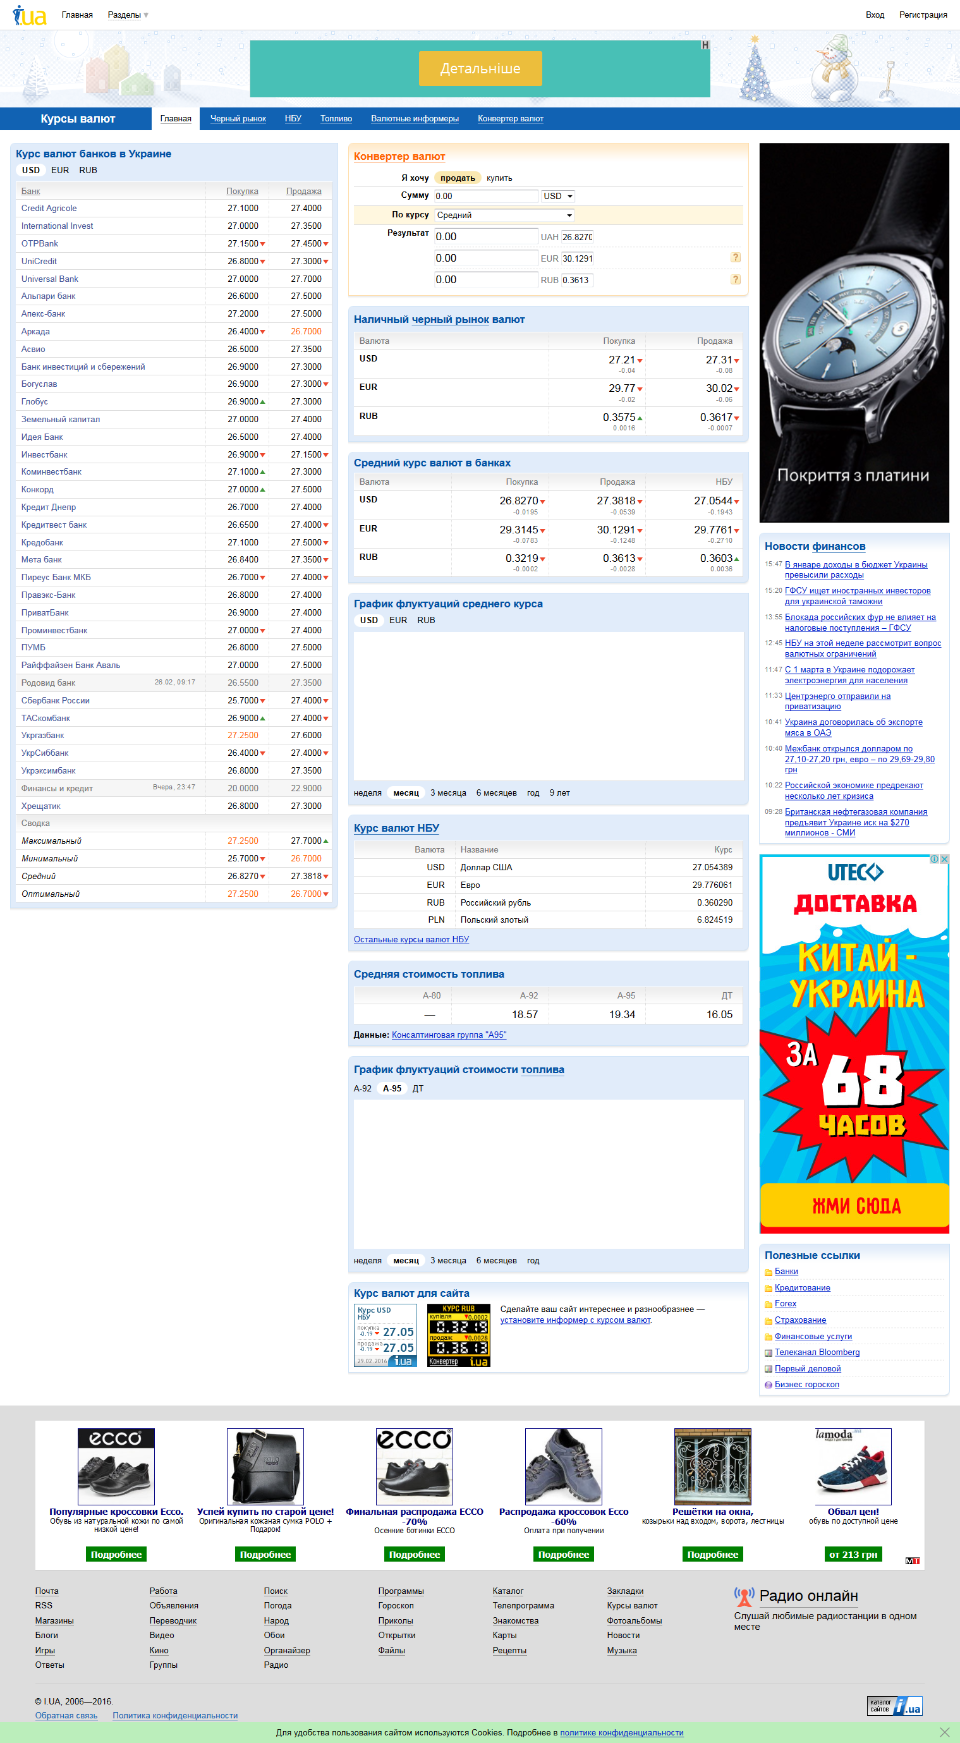 i.ua Главная Разделы ▾ Вход Регистрация
Детальніше
Курсы валют Главная Черный рынок НБУ Топливо Валютные информеры Конвертер валют
Курс валют банков в Украине
USD EUR RUB
Банк Покупка Продажа
Credit Agricole 27.1000 27.4000
International Invest 27.0000 27.3500
OTPBank 27.1500 27.4500
UniCredit 26.8000 27.3000
Universal Bank 27.0000 27.7000
Альпари банк 26.6000 27.5000
Апекс-банк 27.2000 27.5000
Аркада 26.4000 26.7000
Асвио 26.5000 27.3500
Банк инвестиций и сбережений 26.9000 27.3000
Богуслав 26.9000 27.3000
Глобус 26.9000 27.3000
Земельный капитал 27.0000 27.4000
Идея Банк 26.5000 27.4000
Инвестбанк 26.9000 27.1500
Коминвестбанк 27.1000 27.3000
Конкорд 27.0000 27.5000
Кредит Днепр 26.7000 27.4000
Кредитвест банк 26.6500 27.4000
Кредобанк 27.1000 27.5000
Мета банк 26.8400 27.3500
Пиреус Банк МКБ 26.7000 27.4000
Правэкс-Банк 26.8000 27.4000
ПриватБанк 26.9000 27.4000
Проминвестбанк 27.0000 27.4000
ПУМБ 26.8000 27.5000
Райффайзен Банк Аваль 27.0000 27.5000
Родовид банк 26.02, 09:17 26.5500 27.3500
Сбербанк России 25.7000 27.4000
ТАСкомбанк 26.9000 27.4000
Укргазбанк 27.2500 27.6000
УкрСиббанк 26.4000 27.4000
Укрэксимбанк 26.8000 27.3500
Финансы и кредит Вчера, 23:47 20.0000 22.9000
Хрещатик 26.8000 27.3000
Сводка
Максимальный 27.2500 27.7000
Минимальный 25.7000 26.7000
Средний 26.8270 27.3818
Оптимальный 27.2500 26.7000
Конвертер валют
Я хочу продать купить
Сумму 0.00 USD
По курсу Средний
Результат 0.00 UAH 26.8270
0.00 EUR 30.1291 ?
0.00 RUB 0.3613 ?
Наличный черный рынок валют
Валюта Покупка Продажа
USD 27.21 27.31
-0.04 -0.08
EUR 29.77 30.02
-0.02 -0.06
RUB 0.3575 0.3617
0.0016 -0.0007
Средний курс валют в банках
Валюта Покупка Продажа НБУ
USD 26.8270 27.3818 27.0544
-0.0195 -0.0539 -0.1943
EUR 29.3145 30.1291 29.7761
-0.0783 -0.1248 -0.2710
RUB 0.3219 0.3613 0.3603
-0.0002 -0.0028 0.0036
График флуктуаций среднего курса
USD EUR RUB
неделя месяц 3 месяца 6 месяцев год 9 лет
Курс валют НБУ
Валюта Название Курс
USD Доллар США 27.054389
EUR Евро 29.776061
RUB Российский рубль 0.360290
PLN Польский злотый 6.824519
Остальные курсы валют НБУ
Средняя стоимость топлива
А-80 А-92 А-95 ДТ
— 18.57 19.34 16.05
Данные: Консалтинговая группа "А95"
График флуктуаций стоимости топлива
А-92 А-95 ДТ
неделя месяц 3 месяца 6 месяцев год
Курс валют для сайта
Курс USD
НБУ
покупка
-0.19 27.05
продажа
-0.19 27.05
29.02.2016 i.ua
КУРС RUB
купівля 0.0002
0.3219
продаж 0.0028
0.3613
Конвертер i.ua
Сделайте ваш сайт интереснее и разнообразнее —
установите информер с курсом валют.
Покриття з платини
Новости финансов
15:47 В январе доходы в бюджет Украины
превысили расходы
15:20 ГФСУ ищет иностранных инвесторов
для украинской таможни
13:55 Блокада российских фур не влияет на
налоговые поступления – ГФСУ
12:45 НБУ на этой неделе рассмотрит вопрос
валютных ограничений
11:47 С 1 марта в Украине подорожает
электроэнергия для населения
11:33 Центрэнерго отправили на
приватизацию
10:41 Украина договорилась об экспорте
мяса в ОАЭ
10:40 Межбанк открылся долларом по
27,10-27,20 грн, евро – по 29,69-29,80
грн
10:22 Российской экономике предрекают
несколько лет кризиса
09:28 Британская нефтегазовая компания
предъявит Украине иск на $270
миллионов - СМИ
UTEC
ДОСТАВКА
КИТАЙ -
УКРАИНА
ЗА
68
ЧАСОВ
ЖМИ СЮДА
Полезные ссылки
Банки
Кредитование
Forex
Страхование
Финансовые услуги
Телеканал Bloomberg
Первый деловой
Бизнес гороскоп
ecco ecco lamoda
Популярные кроссовки Ecco.
Обувь из натуральной кожи по самой
низкой цене!
Подробнее
Успей купить по старой цене!
Оригинальная кожаная сумка POLO +
Подарок!
Подробнее
Финальная распродажа ECCO
-70%
Осенние ботинки ECCO
Подробнее
Распродажа кроссовок Ecco
-60%
Оплата при получении
Подробнее
Решётки на окна,
козырьки над входом, ворота, лестницы
Подробнее
Обвал цен!
обувь по доступной цене
от 213 грн
Почта Работа Поиск Программы Каталог Закладки
RSS Объявления Погода Гороскоп Телепрограмма Курсы валют
Магазины Переводчик Народ Приколы Знакомства Фотоальбомы
Блоги Видео Обои Открытки Карты Новости
Игры Кино Органайзер Файлы Рецепты Музыка
Ответы Группы Радио
Радио онлайн
Слушай любимые радиостанции в одном
месте
© I.UA, 2006—2016.
Обратная связь Политика конфиденциальности
каталог
сайтов i.ua
Для удобства пользования сайтом используются Cookies. Подробнее в политике конфиденциальности